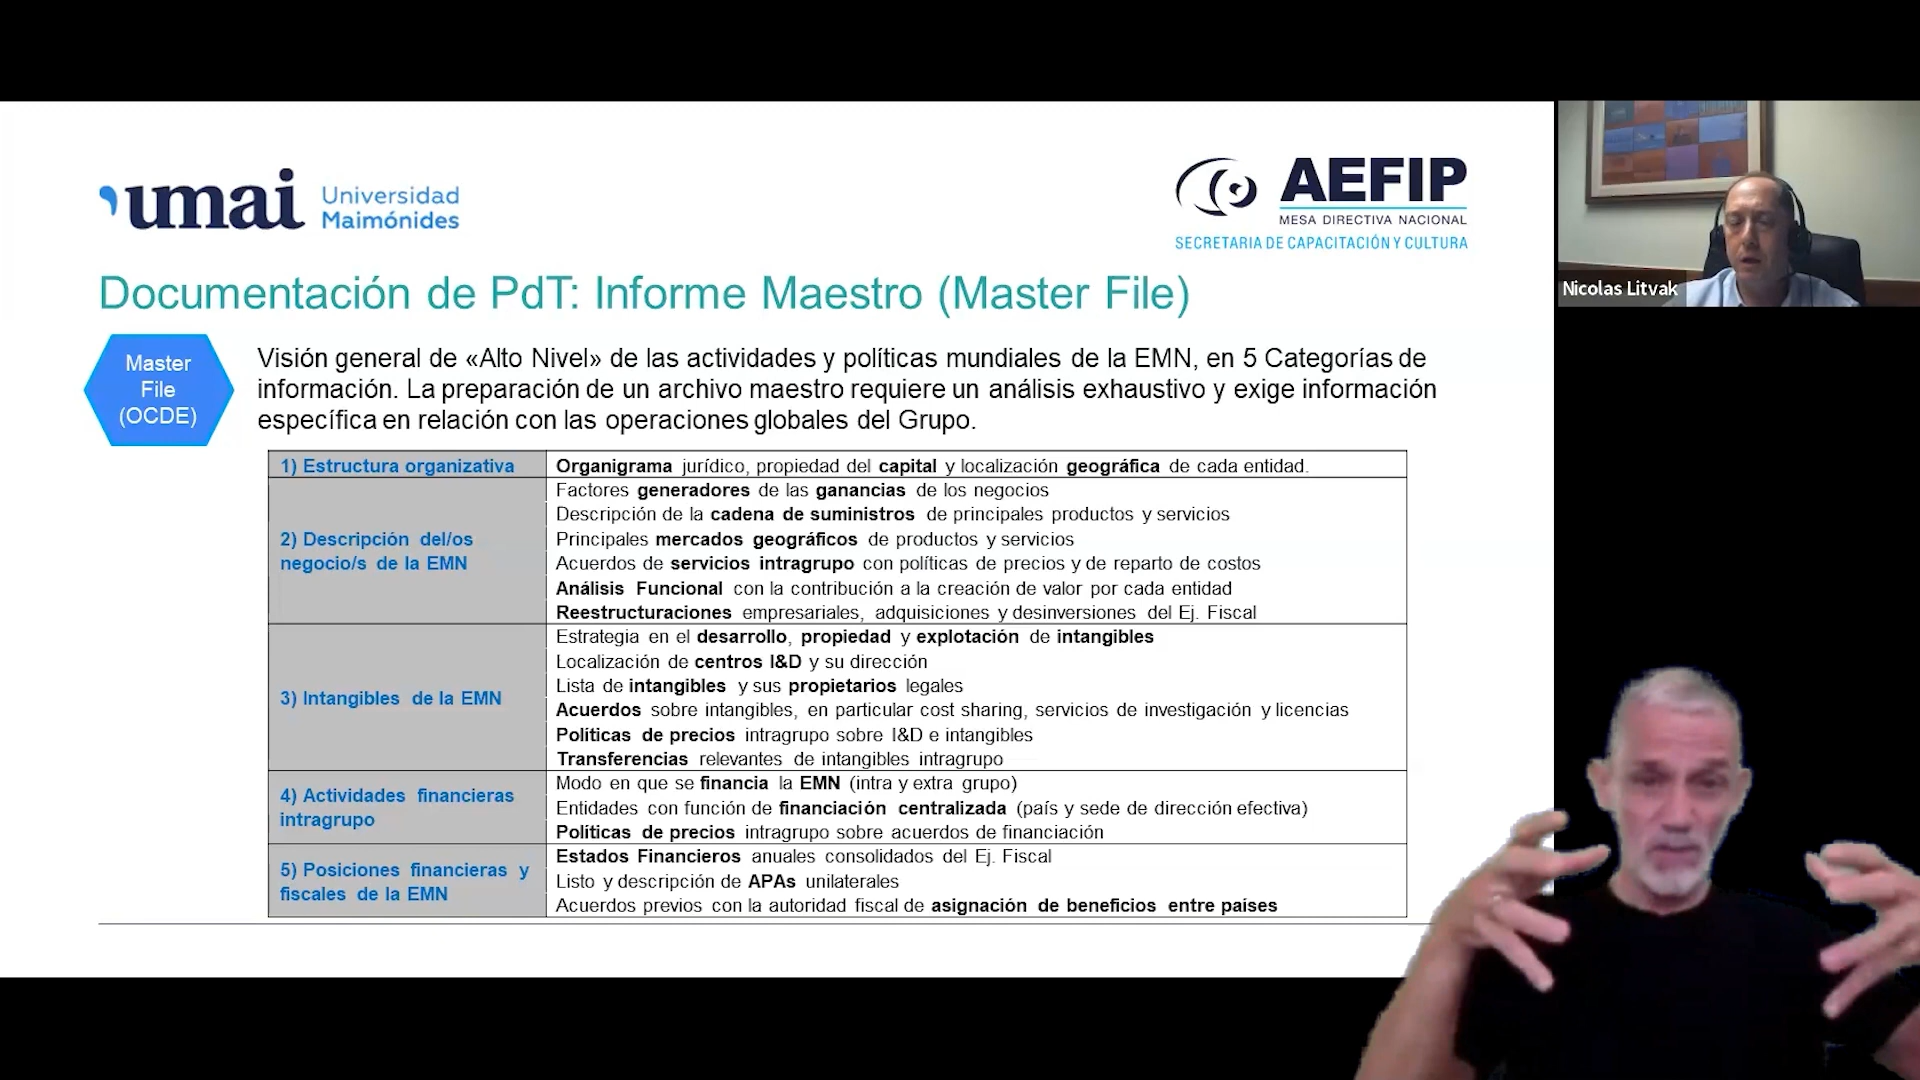 umai Universidad
Maimónides
AEFIP
MESA DIRECTIVA NACIONAL
SECRETARIA DE CAPACITACIÓN Y CULTURA
Nicolas Litvak
Documentación de PdT: Informe Maestro (Master File)
Master
File
(OCDE)
Visión general de «Alto Nivel» de las actividades y políticas mundiales de la EMN, en 5 Categorías de
información. La preparación de un archivo maestro requiere un análisis exhaustivo y exige información
específica en relación con las operaciones globales del Grupo.
1) Estructura organizativa
Organigrama jurídico, propiedad del capital y localización geográfica de cada entidad.
2) Descripción del/os
negocio/s de la EMN
Factores generadores de las ganancias de los negocios
Descripción de la cadena de suministros de principales productos y servicios
Principales mercados geográficos de productos y servicios
Acuerdos de servicios intragrupo con políticas de precios y de reparto de costos
Análisis Funcional con la contribución a la creación de valor por cada entidad
Reestructuraciones empresariales, adquisiciones y desinversiones del Ej. Fiscal
3) Intangibles de la EMN
Estrategia en el desarrollo, propiedad y explotación de intangibles
Localización de centros I&D y su dirección
Lista de intangibles y sus propietarios legales
Acuerdos sobre intangibles, en particular cost sharing, servicios de investigación y licencias
Políticas de precios intragrupo sobre I&D e intangibles
Transferencias relevantes de intangibles intragrupo
4) Actividades financieras
intragrupo
Modo en que se financia la EMN (intra y extra grupo)
Entidades con función de financiación centralizada (país y sede de dirección efectiva)
Políticas de precios intragrupo sobre acuerdos de financiación
5) Posiciones financieras y
fiscales de la EMN
Estados Financieros anuales consolidados del Ej. Fiscal
Listo y descripción de APAs unilaterales
Acuerdos previos con la autoridad fiscal de asignación de beneficios entre países